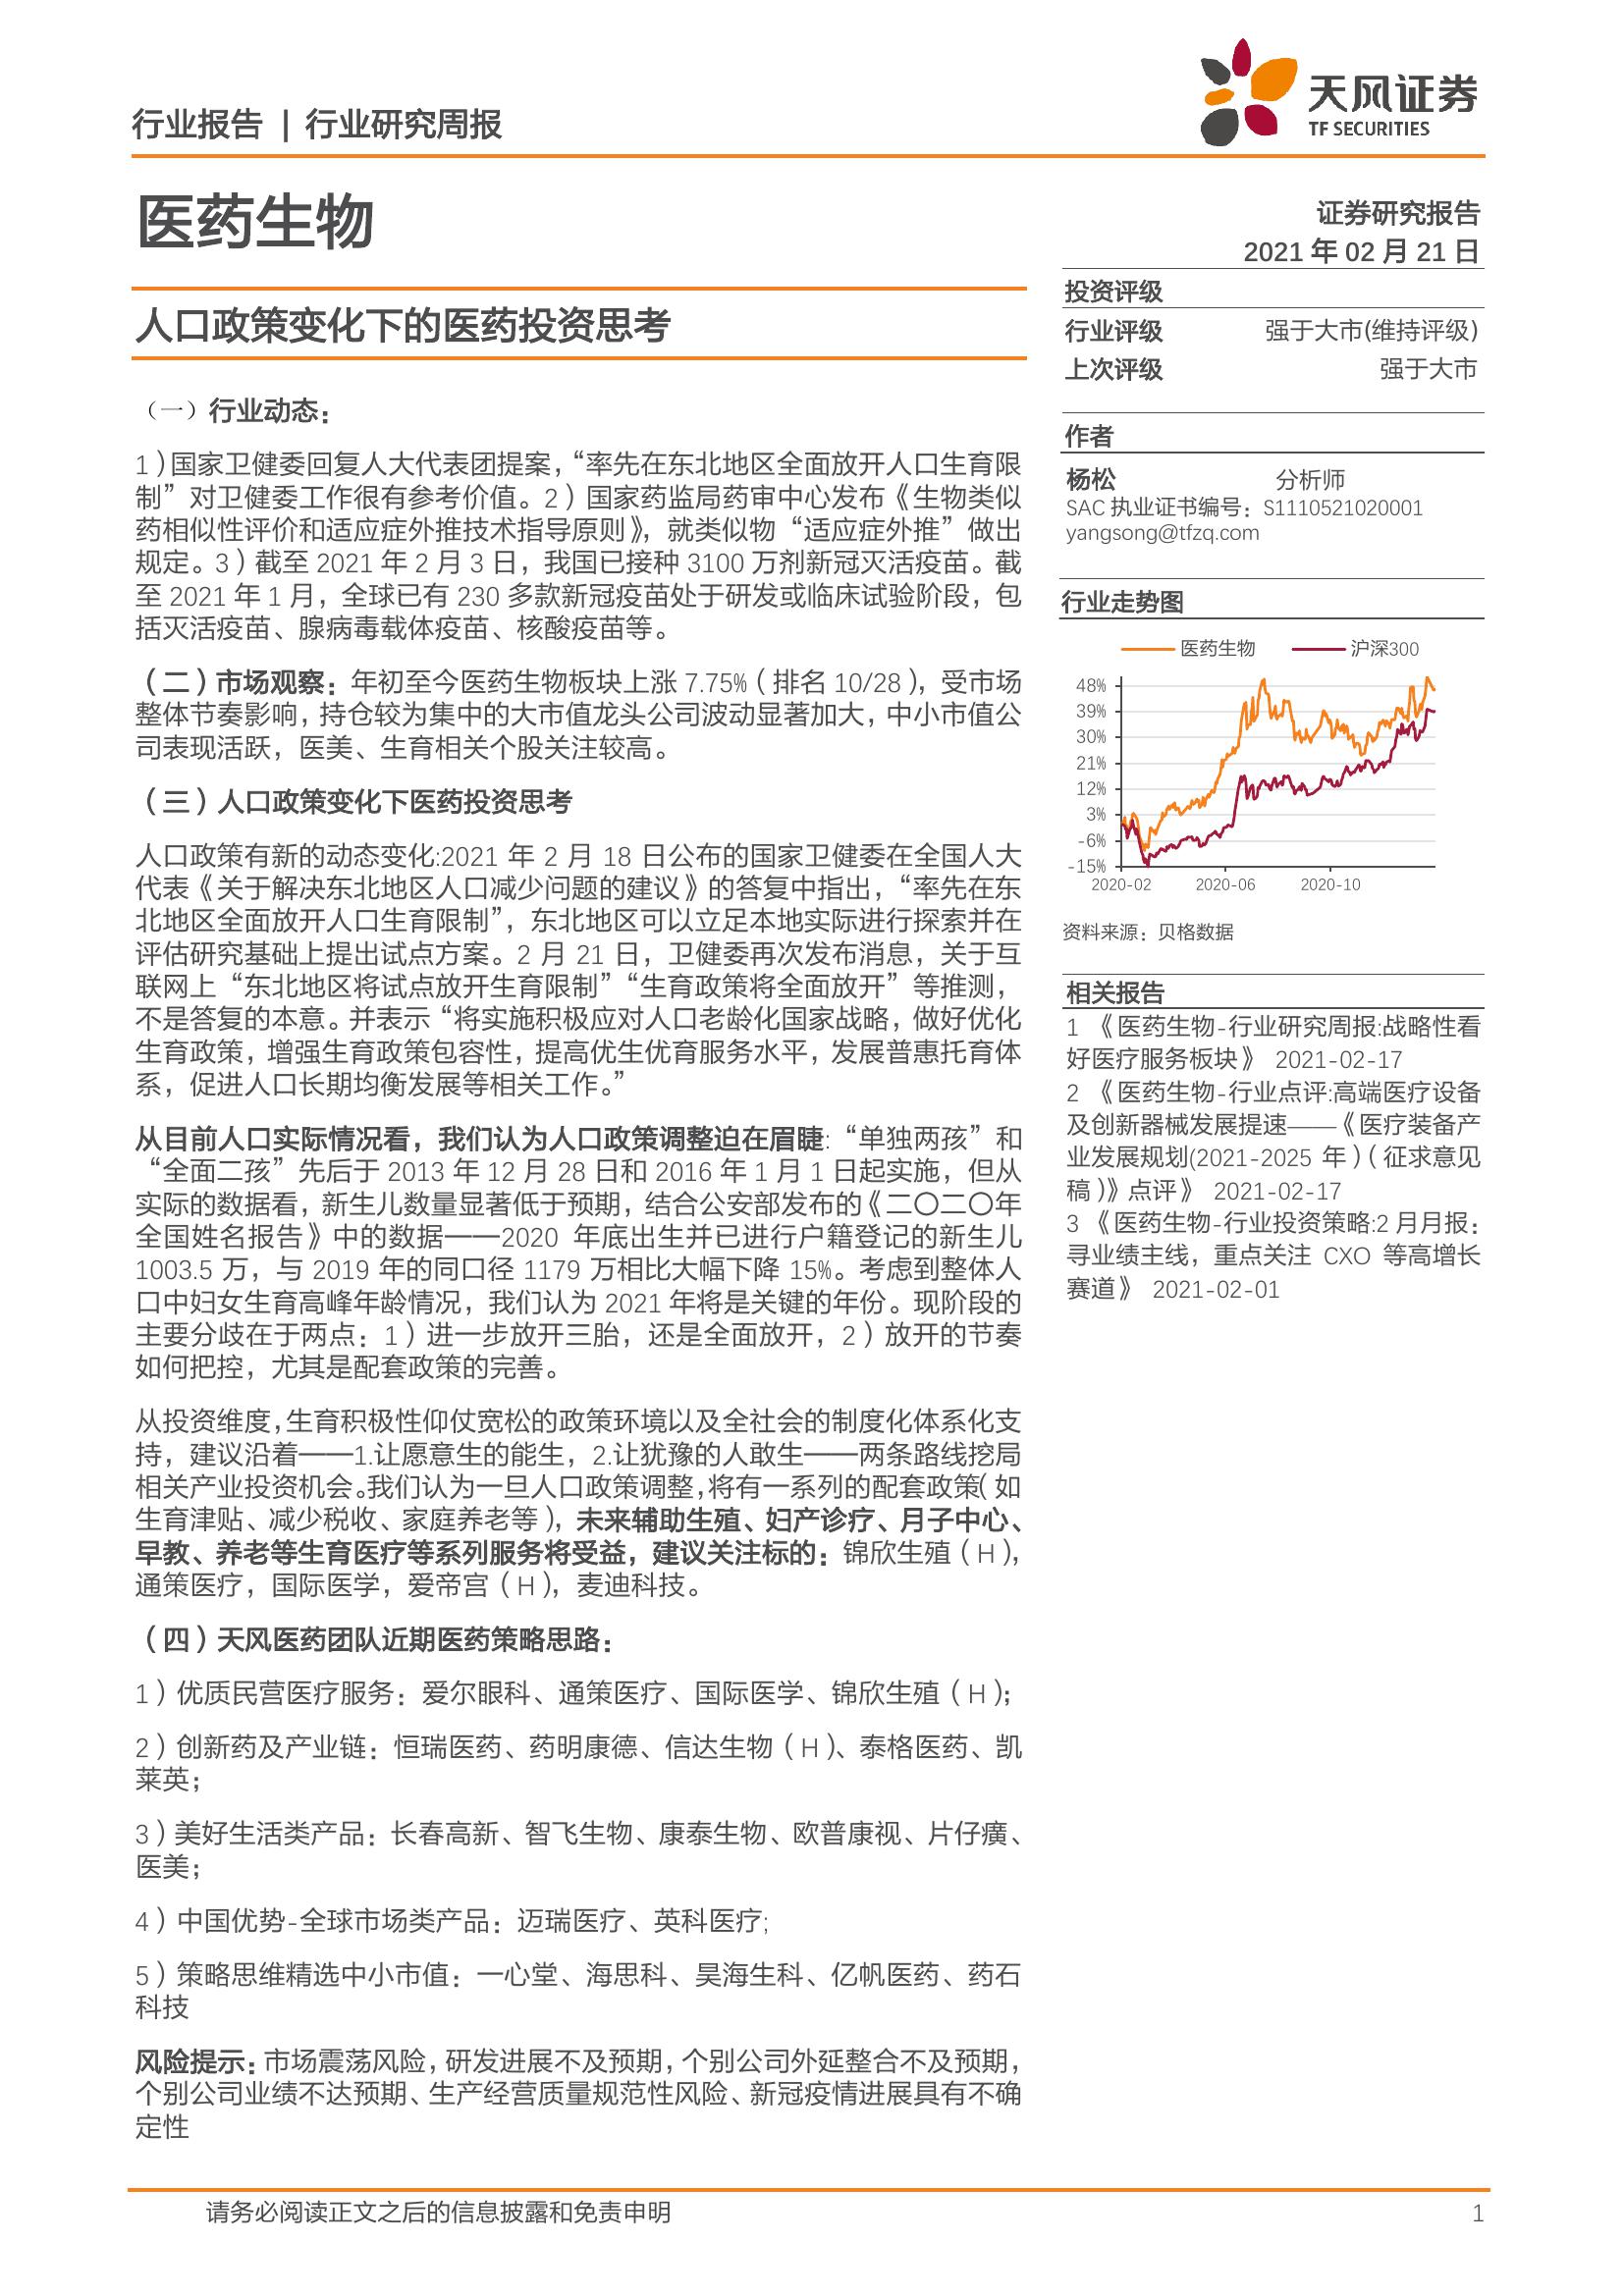 行业报告 | 行业研究周报
天风证券
TF SECURITIES
医药生物
证券研究报告
2021 年 02 月 21 日
人口政策变化下的医药投资思考
（一）行业动态：
1）国家卫健委回复人大代表团提案，“率先在东北地区全面放开人口生育限
制”对卫健委工作很有参考价值。2）国家药监局药审中心发布《生物类似
药相似性评价和适应症外推技术指导原则》，就类似物“适应症外推”做出
规定。3）截至 2021 年 2 月 3 日，我国已接种 3100 万剂新冠灭活疫苗。截
至 2021 年 1 月，全球已有 230 多款新冠疫苗处于研发或临床试验阶段，包
括灭活疫苗、腺病毒载体疫苗、核酸疫苗等。
（二）市场观察：年初至今医药生物板块上涨 7.75%（排名 10/28），受市场
整体节奏影响，持仓较为集中的大市值龙头公司波动显著加大，中小市值公
司表现活跃，医美、生育相关个股关注较高。
（三）人口政策变化下医药投资思考
人口政策有新的动态变化:2021 年 2 月 18 日公布的国家卫健委在全国人大
代表《关于解决东北地区人口减少问题的建议》的答复中指出，“率先在东
北地区全面放开人口生育限制”，东北地区可以立足本地实际进行探索并在
评估研究基础上提出试点方案。2 月 21 日，卫健委再次发布消息，关于互
联网上“东北地区将试点放开生育限制”“生育政策将全面放开”等推测，
不是答复的本意。并表示“将实施积极应对人口老龄化国家战略，做好优化
生育政策，增强生育政策包容性，提高优生优育服务水平，发展普惠托育体
系，促进人口长期均衡发展等相关工作。”
从目前人口实际情况看，我们认为人口政策调整迫在眉睫:“单独两孩”和
“全面二孩”先后于 2013 年 12 月 28 日和 2016 年 1 月 1 日起实施，但从
实际的数据看，新生儿数量显著低于预期，结合公安部发布的《二〇二〇年
全国姓名报告》中的数据——2020 年底出生并已进行户籍登记的新生儿
1003.5 万，与 2019 年的同口径 1179 万相比大幅下降 15%。考虑到整体人
口中妇女生育高峰年龄情况，我们认为 2021 年将是关键的年份。现阶段的
主要分歧在于两点：1）进一步放开三胎，还是全面放开，2）放开的节奏
如何把控，尤其是配套政策的完善。
从投资维度，生育积极性仰仗宽松的政策环境以及全社会的制度化体系化支
持，建议沿着——1.让愿意生的能生，2.让犹豫的人敢生——两条路线挖局
相关产业投资机会。我们认为一旦人口政策调整，将有一系列的配套政策（如
生育津贴、减少税收、家庭养老等），未来辅助生殖、妇产诊疗、月子中心、
早教、养老等生育医疗等系列服务将受益，建议关注标的：锦欣生殖（H），
通策医疗，国际医学，爱帝宫（H），麦迪科技。
（四）天风医药团队近期医药策略思路：
1）优质民营医疗服务：爱尔眼科、通策医疗、国际医学、锦欣生殖（H）；
2）创新药及产业链：恒瑞医药、药明康德、信达生物（H）、泰格医药、凯
莱英；
3）美好生活类产品：长春高新、智飞生物、康泰生物、欧普康视、片仔癀、
医美；
4）中国优势-全球市场类产品：迈瑞医疗、英科医疗;
5）策略思维精选中小市值：一心堂、海思科、昊海生科、亿帆医药、药石
科技
风险提示：市场震荡风险，研发进展不及预期，个别公司外延整合不及预期，
个别公司业绩不达预期、生产经营质量规范性风险、新冠疫情进展具有不确
定性
投资评级
行业评级 强于大市(维持评级)
上次评级 强于大市
作者
杨松 分析师
SAC 执业证书编号：S1110521020001
yangsong@tfzq.com
行业走势图
医药生物 沪深300
48%
39%
30%
21%
12%
3%
-6%
-15%
2020-02 2020-06 2020-10
资料来源：贝格数据
相关报告
1 《医药生物-行业研究周报:战略性看
好医疗服务板块》 2021-02-17
2 《医药生物-行业点评:高端医疗设备
及创新器械发展提速——《医疗装备产
业发展规划(2021-2025 年）（征求意见
稿）》点评》 2021-02-17
3 《医药生物-行业投资策略:2 月月报：
寻业绩主线，重点关注 CXO 等高增长
赛道》 2021-02-01
请务必阅读正文之后的信息披露和免责申明 1